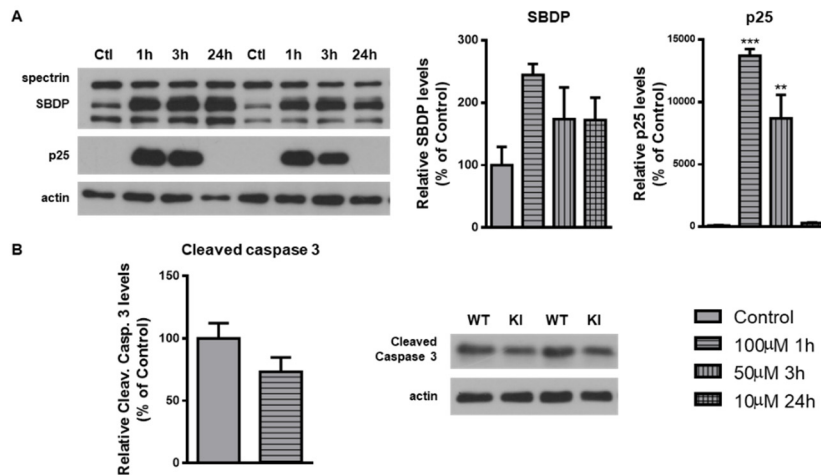 A
Ctl 1h 3h 24h Ctl 1h 3h 24h
spectrin
SBDP
p25
actin
SBDP
Relative SBDP levels
(% of Control)
300
200
100
0
p25
Relative p25 levels
(% of Control)
15000
10000
5000
0
***
**
B
Cleaved caspase 3
Relative Cleav. Casp. 3 levels
(% of Control)
150
100
50
0
WT KI WT KI
Cleaved
Caspase 3
actin
Control
100μM 1h
50μM 3h
10μM 24h